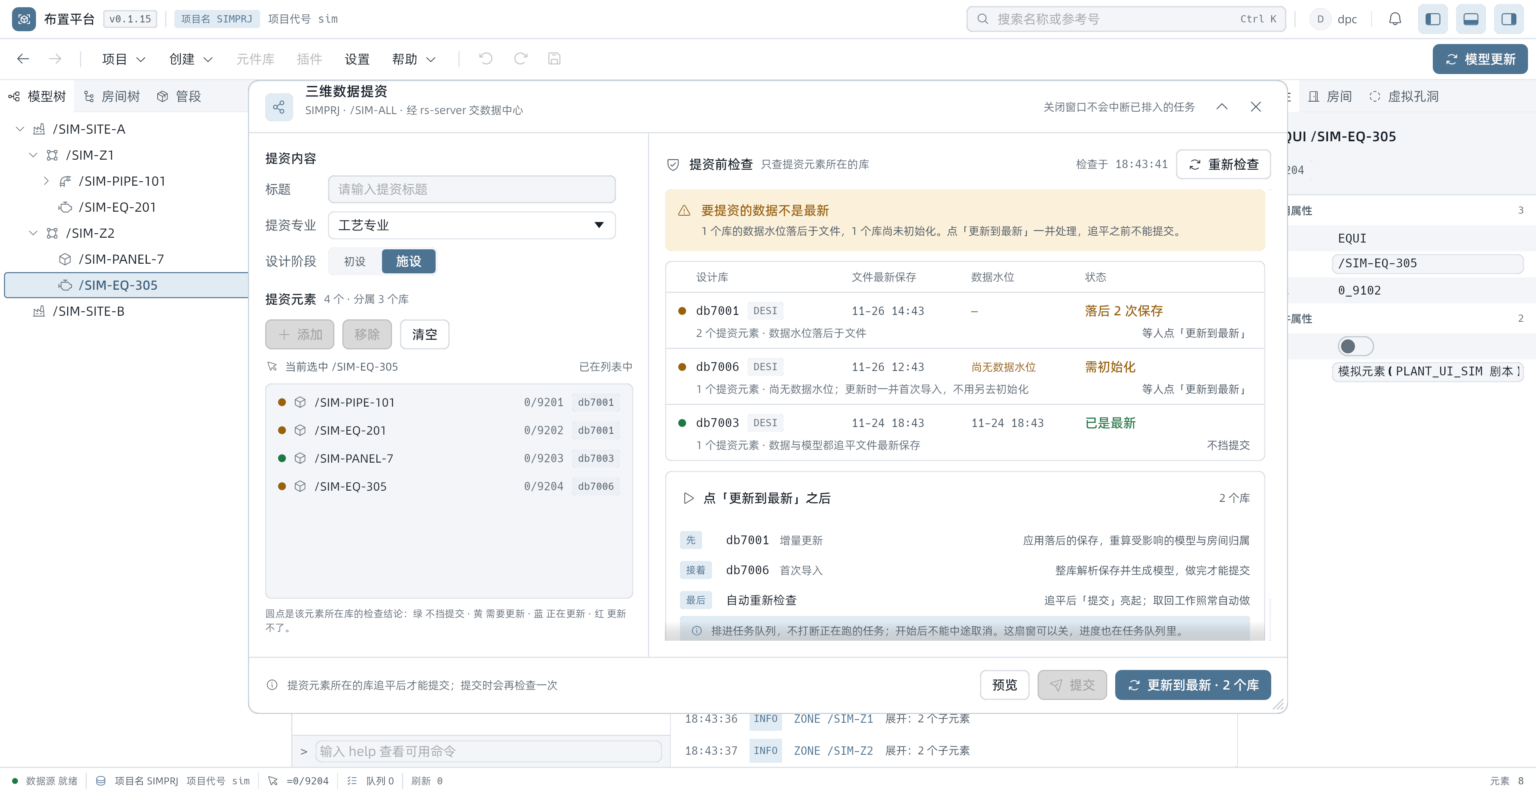 布置平台 v0.1.15 项目名 SIMPRJ 项目代号 sim 搜索名称或参考号 Ctrl K D dpc
项目 创建 元件库 插件 设置 帮助 模型更新
模型树 房间树 管段
/SIM-SITE-A
/SIM-Z1
/SIM-PIPE-101
/SIM-EQ-201
/SIM-Z2
/SIM-PANEL-7
/SIM-EQ-305
/SIM-SITE-B
三维数据提资
SIMPRJ · /SIM-ALL · 经 rs-server 交数据中心
关闭窗口不会中断已排入的任务
提资内容
标题 请输入提资标题
提资专业 工艺专业
设计阶段 初设 施设
提资元素 4 个 · 分属 3 个库
添加 移除 清空
当前选中 /SIM-EQ-305 已在列表中
/SIM-PIPE-101 0/9201 db7001
/SIM-EQ-201 0/9202 db7001
/SIM-PANEL-7 0/9203 db7003
/SIM-EQ-305 0/9204 db7006
圆点是该元素所在库的检查结论：绿 不挡提交 · 黄 需要更新 · 蓝 正在更新 · 红 更新
不了。
提资前检查 只查提资元素所在的库 检查于 18:43:41 重新检查
要提资的数据不是最新
1 个库的数据水位落后于文件，1 个库尚未初始化。点「更新到最新」一并处理，追平之前不能提交。
设计库 文件最新保存 数据水位 状态
db7001 DESI 11-26 14:43 — 落后 2 次保存
2 个提资元素 · 数据水位落后于文件 等人点「更新到最新」
db7006 DESI 11-26 12:43 尚无数据水位 需初始化
1 个提资元素 · 尚无数据水位；更新时一并首次导入，不用另去初始化 等人点「更新到最新」
db7003 DESI 11-24 18:43 11-24 18:43 已是最新
1 个提资元素 · 数据与模型都追平文件最新保存 不挡提交
点「更新到最新」之后 2 个库
先 db7001 增量更新 应用落后的保存，重算受影响的模型与房间归属
接着 db7006 首次导入 整库解析保存并生成模型，做完才能提交
最后 自动重新检查 追平后「提交」亮起；取回工作照常自动做
排进任务队列，不打断正在跑的任务；开始后不能中途取消。这扇窗可以关，进度也在任务队列里。
提资元素所在的库追平后才能提交；提交时会再检查一次
预览 提交 更新到最新 · 2 个库
房间 虚拟孔洞
QUI /SIM-EQ-305
204
属性 3
EQUI
/SIM-EQ-305
0_9102
属性 2
模拟元素(PLANT_UI_SIM 剧本)
18:43:36 INFO ZONE /SIM-Z1 展开：2 个子元素
18:43:37 INFO ZONE /SIM-Z2 展开：2 个子元素
> 输入 help 查看可用命令
数据源 就绪 项目名 SIMPRJ 项目代号 sim =0/9204 队列 0 刷新 0 元素 8